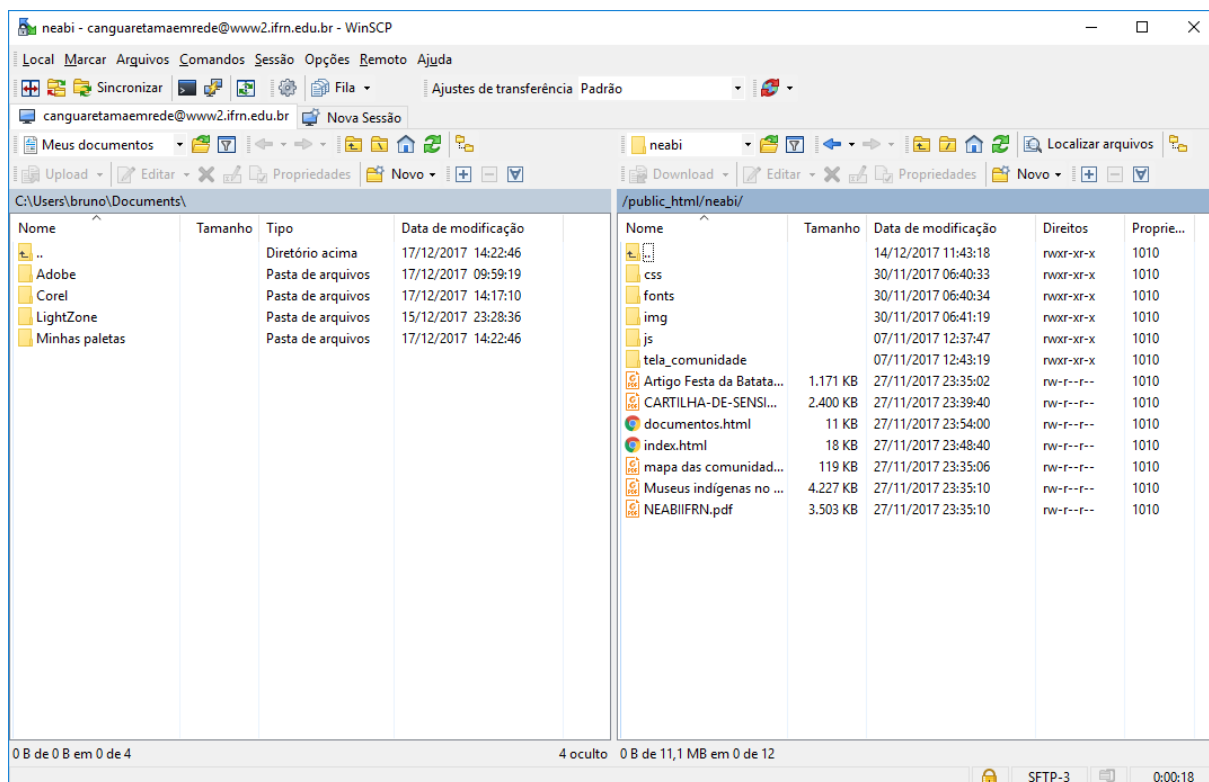 neabi - canguaretamaemrede@www2.ifrn.edu.br - WinSCP
Local Marcar Arquivos Comandos Sessão Opções Remoto Ajuda
Sincronizar Fila Ajustes de transferência Padrão
canguaretamaemrede@www2.ifrn.edu.br Nova Sessão
Meus documentos neabi Localizar arquivos
Upload Editar Propriedades Novo Download Editar Propriedades Novo
C:\Users\bruno\Documents\ /public_html/neabi/
Nome Tamanho Tipo Data de modificação Nome Tamanho Data de modificação Direitos Proprie...
.. Diretório acima 17/12/2017 14:22:46 .. 14/12/2017 11:43:18 rwxr-xr-x 1010
Adobe Pasta de arquivos 17/12/2017 09:59:19 css 30/11/2017 06:40:33 rwxr-xr-x 1010
Corel Pasta de arquivos 17/12/2017 14:17:10 fonts 30/11/2017 06:40:34 rwxr-xr-x 1010
LightZone Pasta de arquivos 15/12/2017 23:28:36 img 30/11/2017 06:41:19 rwxr-xr-x 1010
Minhas paletas Pasta de arquivos 17/12/2017 14:22:46 js 07/11/2017 12:37:47 rwxr-xr-x 1010
tela_comunidade 07/11/2017 12:43:19 rwxr-xr-x 1010
Artigo Festa da Batata... 1.171 KB 27/11/2017 23:35:02 rw-r--r-- 1010
CARTILHA-DE-SENSI... 2.400 KB 27/11/2017 23:39:40 rw-r--r-- 1010
documentos.html 11 KB 27/11/2017 23:54:00 rw-r--r-- 1010
index.html 18 KB 27/11/2017 23:48:40 rw-r--r-- 1010
mapa das comunidad... 119 KB 27/11/2017 23:35:06 rw-r--r-- 1010
Museus indígenas no ... 4.227 KB 27/11/2017 23:35:10 rw-r--r-- 1010
NEABIIFRN.pdf 3.503 KB 27/11/2017 23:35:10 rw-r--r-- 1010
0 B de 0 B em 0 de 4 4 oculto 0 B de 11,1 MB em 0 de 12
SFTP-3 0:00:18